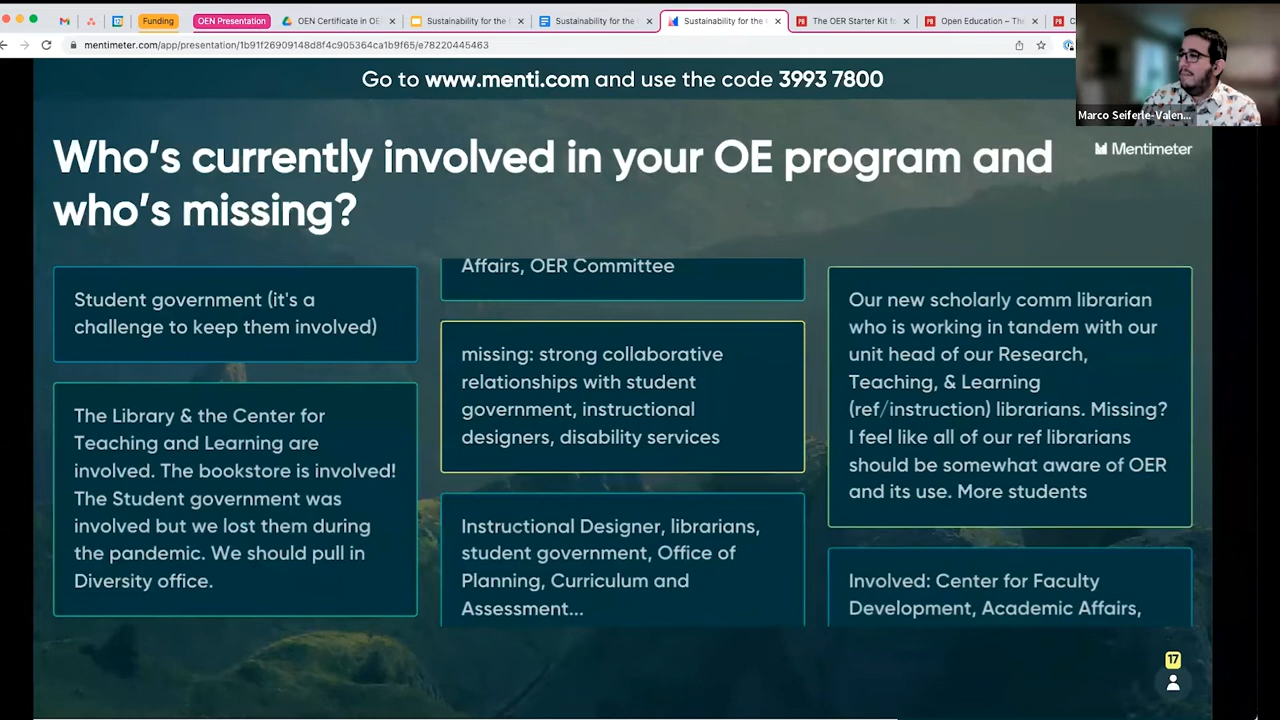 Funding
OEN Presentation
OEN Certificate in OE
Sustainability for the
Sustainability for the
Sustainability for the
The OER Starter Kit fo
Open Education – The
mentimeter.com/app/presentation/1b91f26909148d8f4c905364ca1b9f65/e78220445463
Go to www.menti.com and use the code 3993 7800
Marco Seiferle-Valen...
Who's currently involved in your OE program and
who's missing?
Mentimeter
Student government (it's a
challenge to keep them involved)
The Library & the Center for
Teaching and Learning are
involved. The bookstore is involved!
The Student government was
involved but we lost them during
the pandemic. We should pull in
Diversity office.
Affairs, OER Committee
missing: strong collaborative
relationships with student
government, instructional
designers, disability services
Instructional Designer, librarians,
student government, Office of
Planning, Curriculum and
Assessment...
Our new scholarly comm librarian
who is working in tandem with our
unit head of our Research,
Teaching, & Learning
(ref/instruction) librarians. Missing?
I feel like all of our ref librarians
should be somewhat aware of OER
and its use. More students
Involved: Center for Faculty
Development, Academic Affairs,
17